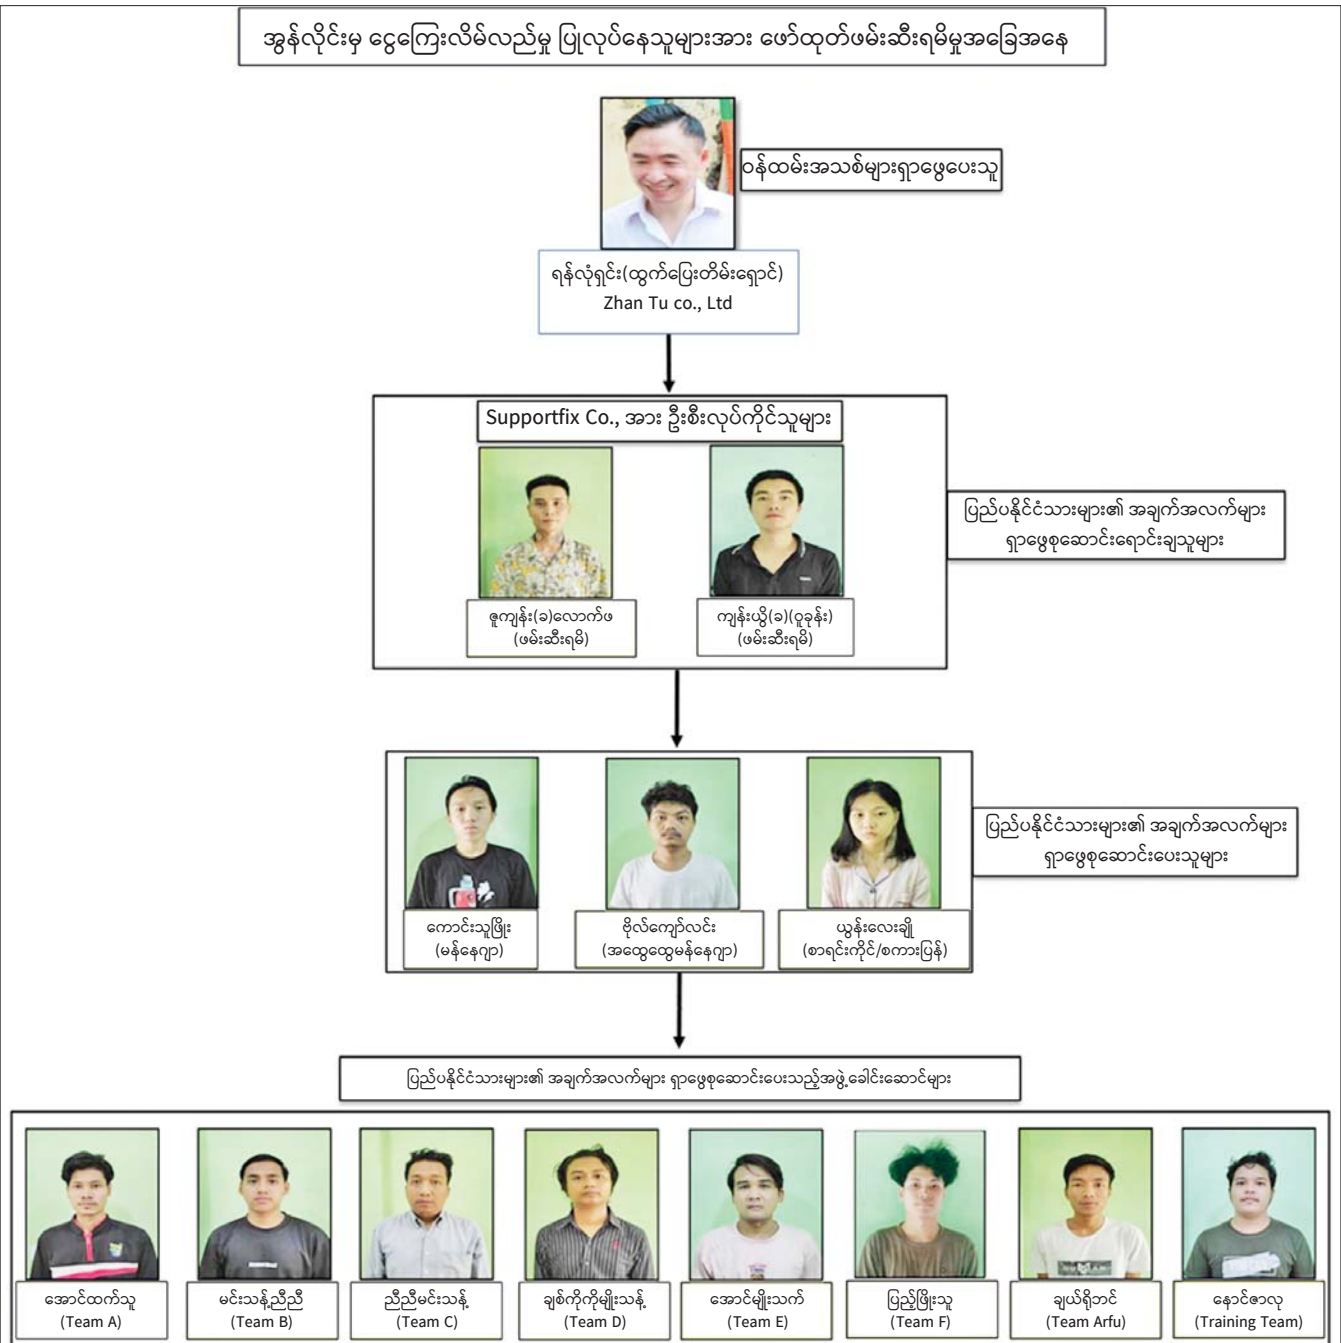 အွန်လိုင်းမှ ငွေကြေးလိမ်လည်မှု ပြုလုပ်နေသူများအား ဖော်ထုတ်ဖမ်းဆီးရမိမှုအခြေအနေ
ဝန်ထမ်းအသစ်များရှာဖွေပေးသူ
ရန်လုံရှင်း(ထွက်ပြေးတိမ်းရှောင်)
Zhan Tu co., Ltd
Supportfix Co., အား ဦးစီးလုပ်ကိုင်သူများ
ပြည်ပနိုင်ငံသားများ၏ အချက်အလက်များ
ရှာဖွေစုဆောင်းရောင်းချသူများ
ဇူကျန်း(ခ)လောက်ဖ
(ဖမ်းဆီးရမိ)
ကျန်းယွိ(ခ)(ဝူခုန်း)
(ဖမ်းဆီးရမိ)
ပြည်ပနိုင်ငံသားများ၏ အချက်အလက်များ
ရှာဖွေစုဆောင်းပေးသူများ
ကောင်းသူဖြိုး
(မန်နေဂျာ)
ဗိုလ်ကျော်လင်း
(အထွေထွေမန်နေဂျာ)
ယွန်းလေးချို
(စာရင်းကိုင်/စကားပြန်)
ပြည်ပနိုင်ငံသားများ၏ အချက်အလက်များ ရှာဖွေစုဆောင်းပေးသည့်အဖွဲ့ခေါင်းဆောင်များ
အောင်ထက်သူ
(Team A)
မင်းသန့်ညီညီ
(Team B)
ညီညီမင်းသန့်
(Team C)
ချစ်ကိုကိုမျိုးသန့်
(Team D)
အောင်မျိုးသက်
(Team E)
ပြည့်ဖြိုးသူ
(Team F)
ချယ်ရိုဘင်
(Team Arfu)
နောင်ဇာလု
(Training Team)